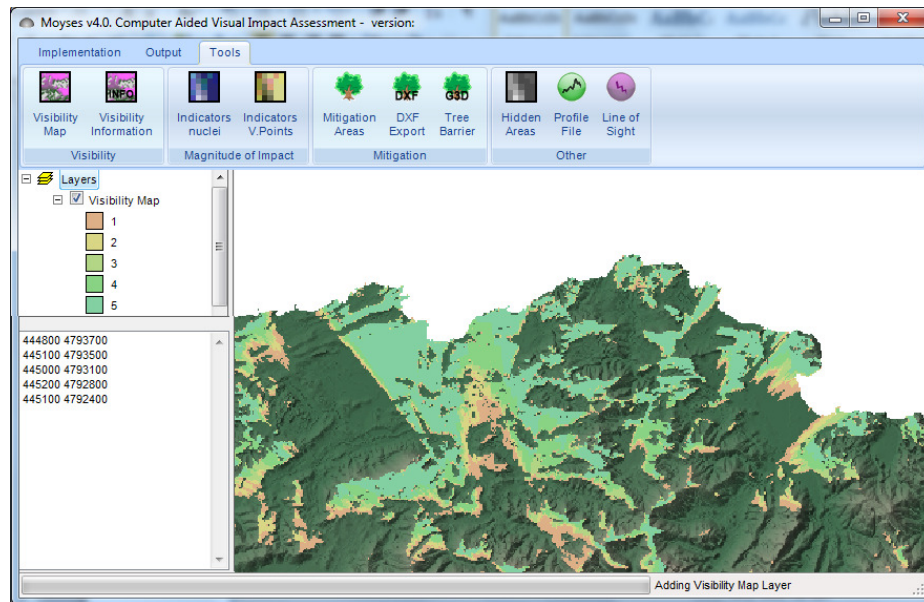 Moyses v4.0. Computer Aided Visual Impact Assessment - version:
Implementation Output Tools
Visibility Map
Visibility Information
Indicators nuclei
Indicators V.Points
Mitigation Areas
DXF
DXF Export
G3D
Tree Barrier
Hidden Areas
Profile File
Line of Sight
INFO
Visibility
Magnitude of Impact
Mitigation
Other
Layers
Visibility Map
1
2
3
4
5
444800 4793700
445100 4793500
445000 4793100
445200 4792800
445100 4792400
Adding Visibility Map Layer